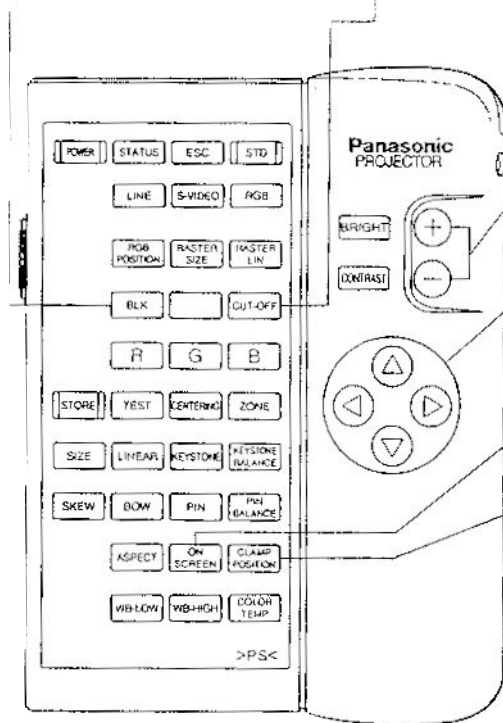 POWER STATUS ESC STD
Panasonic
PROJECTOR
LINE S-VIDEO RGB
BRIGHT +
RGB POSITION RASTER SIZE RASTER LIN
CONTRAST −
BLK CUT-OFF
R G B
STORE TEST CENTERING ZONE
SIZE LINEAR KEYSTONE KEYSTONE BALANCE
SKEW BOW PIN PIN BALANCE
ASPECT ON SCREEN CLAMP POSITION
WB-LOW WB-HIGH COLOR TEMP
>PS<